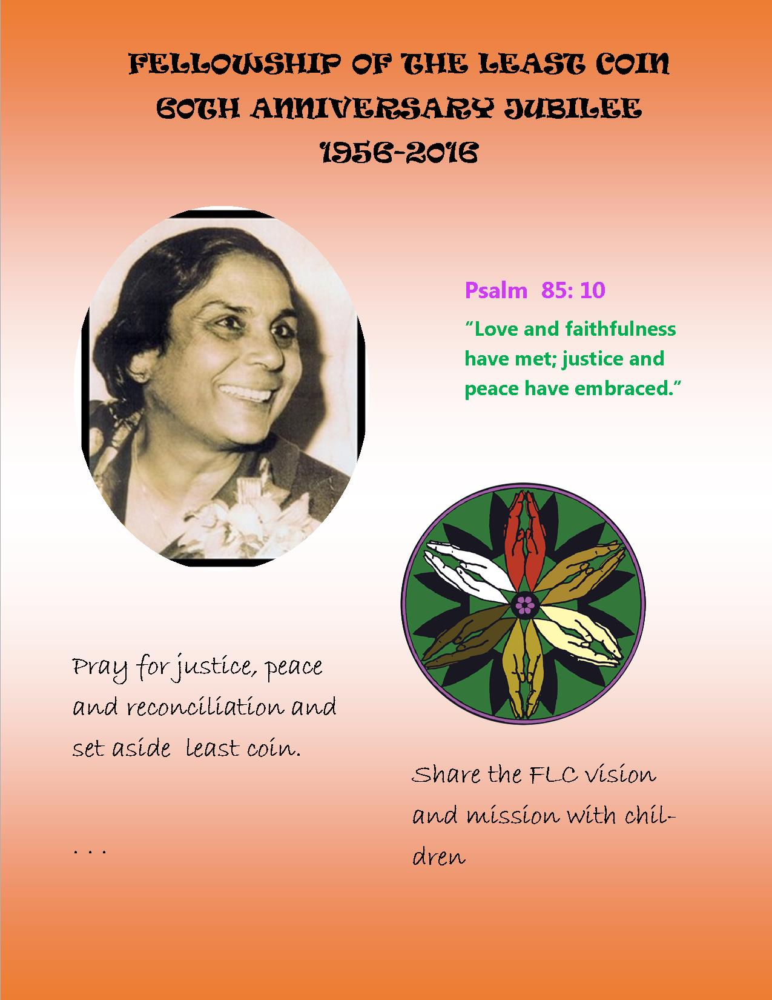 FELLOWSHIP OF THE LEAST COIN
60TH ANNIVERSARY JUBILEE
1956-2016
Psalm  85: 10
“Love and faithfulness
have met; justice and
peace have embraced.”
Pray for justice, peace
and reconciliation and
set aside  least coin.
. . .
Share the FLC vision
and mission with chil-
dren